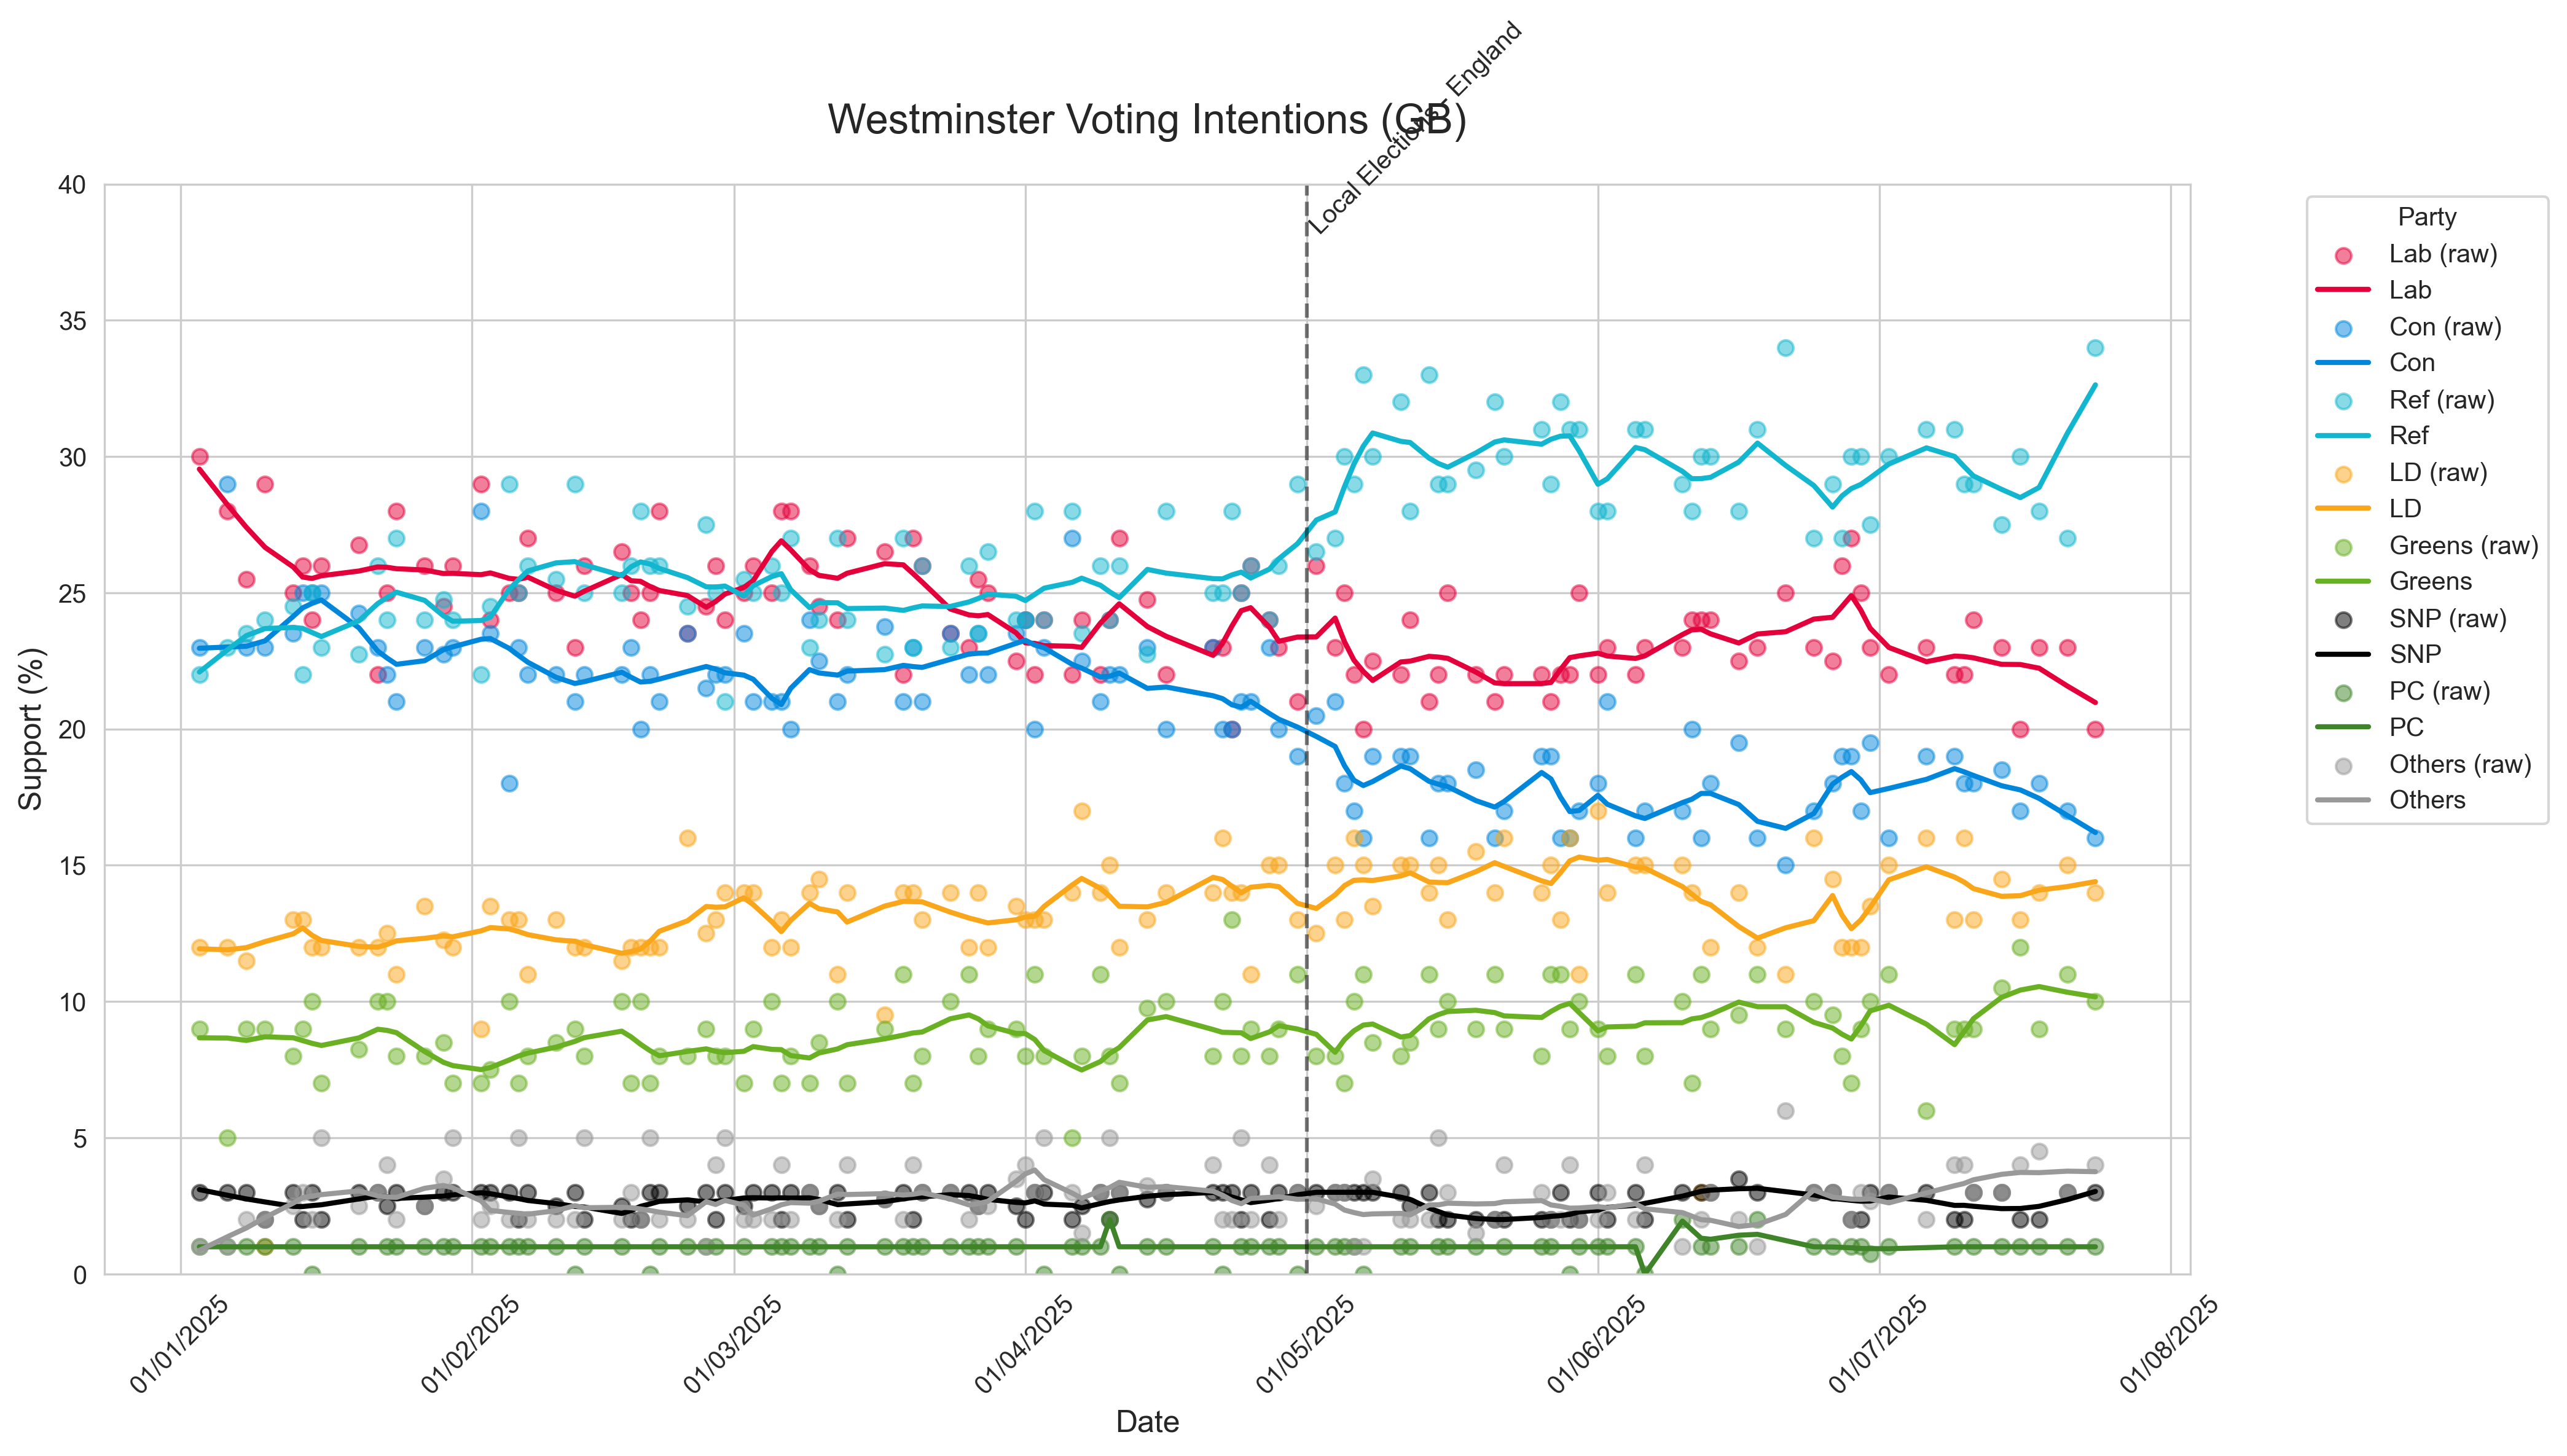 Local Elections - England
Westminster Voting Intentions (GB)
40
35
30
25
20
15
10
5
0
Support (%)
01/01/2025
01/02/2025
01/03/2025
01/04/2025
01/05/2025
01/06/2025
01/07/2025
01/08/2025
Date
Party
Lab (raw)
Lab
Con (raw)
Con
Ref (raw)
Ref
LD (raw)
LD
Greens (raw)
Greens
SNP (raw)
SNP
PC (raw)
PC
Others (raw)
Others